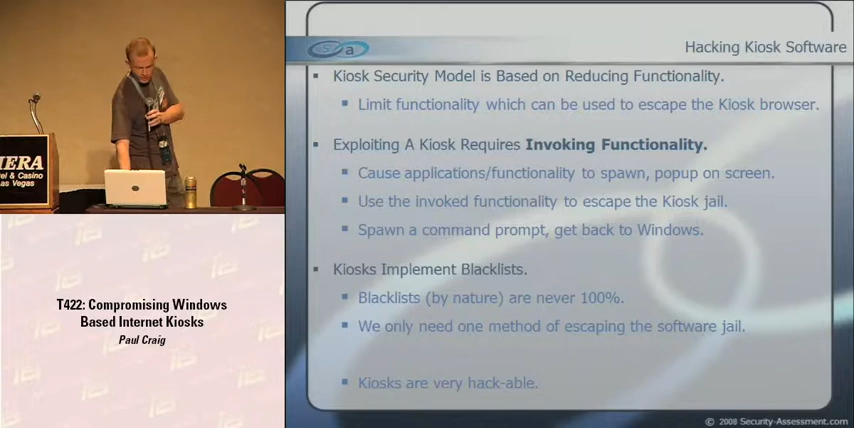 IERA
el & Casino
as Vegas
T422: Compromising Windows
Based Internet Kiosks
Paul Craig
Hacking Kiosk Software
Kiosk Security Model is Based on Reducing Functionality.
Limit functionality which can be used to escape the Kiosk browser.
Exploiting A Kiosk Requires Invoking Functionality.
Cause applications/functionality to spawn, popup on screen.
Use the invoked functionality to escape the Kiosk jail.
Spawn a command prompt, get back to Windows.
Kiosks Implement Blacklists.
Blacklists (by nature) are never 100%.
We only need one method of escaping the software jail.
Kiosks are very hack-able.
© 2008 Security-Assessment.com